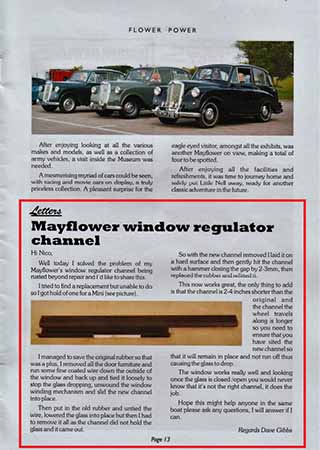 FLOWER POWER
After enjoying looking at all the various
makes and models, as well as a collection of
army vehicles, a visit inside the Museum was
needed.
A mesmerising myriad of cars could be seen,
with racing and movie cars on display, a truly
priceless collection. A pleasant surprise for the
eagle eyed visitor, amongst all the exhibits, was
another Mayflower on view, making a total of
four to be spotted.
After enjoying all the facilities and
refreshments, it was time to journey home and
safely put Little Nell away, ready for another
classic adventure in the future.
Letters
Mayflower window regulator
channel
Hi Nico,
Well today I solved the problem of my
Mayflower's window regulator channel being
rusted beyond repair and I'd like to share this.
I tried to find a replacement but unable to do
so I got hold of one for a Mini (see picture).
I managed to save the original rubber so that
was a plus, I removed all the door furniture and
run some fine coated wire down the outside of
the window and back up and tied it loosely to
stop the glass dropping, unwound the window
winding mechanism and slid the new channel
into place.
Then put in the old rubber and untied the
wire, lowered the glass into place but then I had
to remove it all as the channel did not hold the
glass and it came out.
So with the new channel removed I laid it on
a hard surface and then gently hit the channel
with a hammer closing the gap by 2-3mm, then
replaced the rubber and refitted it.
This now works great, the only thing to add
is that the channel is 2-4 inches shorter than the
original and
the channel the
wheel travels
along is longer
so you need to
ensure that you
have sited the
new channel so
that it will remain in place and not run off thus
causing the glass to drop.
The window works really well and looking
once the glass is closed /open you would never
know that it's not the right channel, it does the
job.
Hope this might help anyone in the same
boat please ask any questions, I will answer if I
can.
Regards Dave Gibbs
Page 13